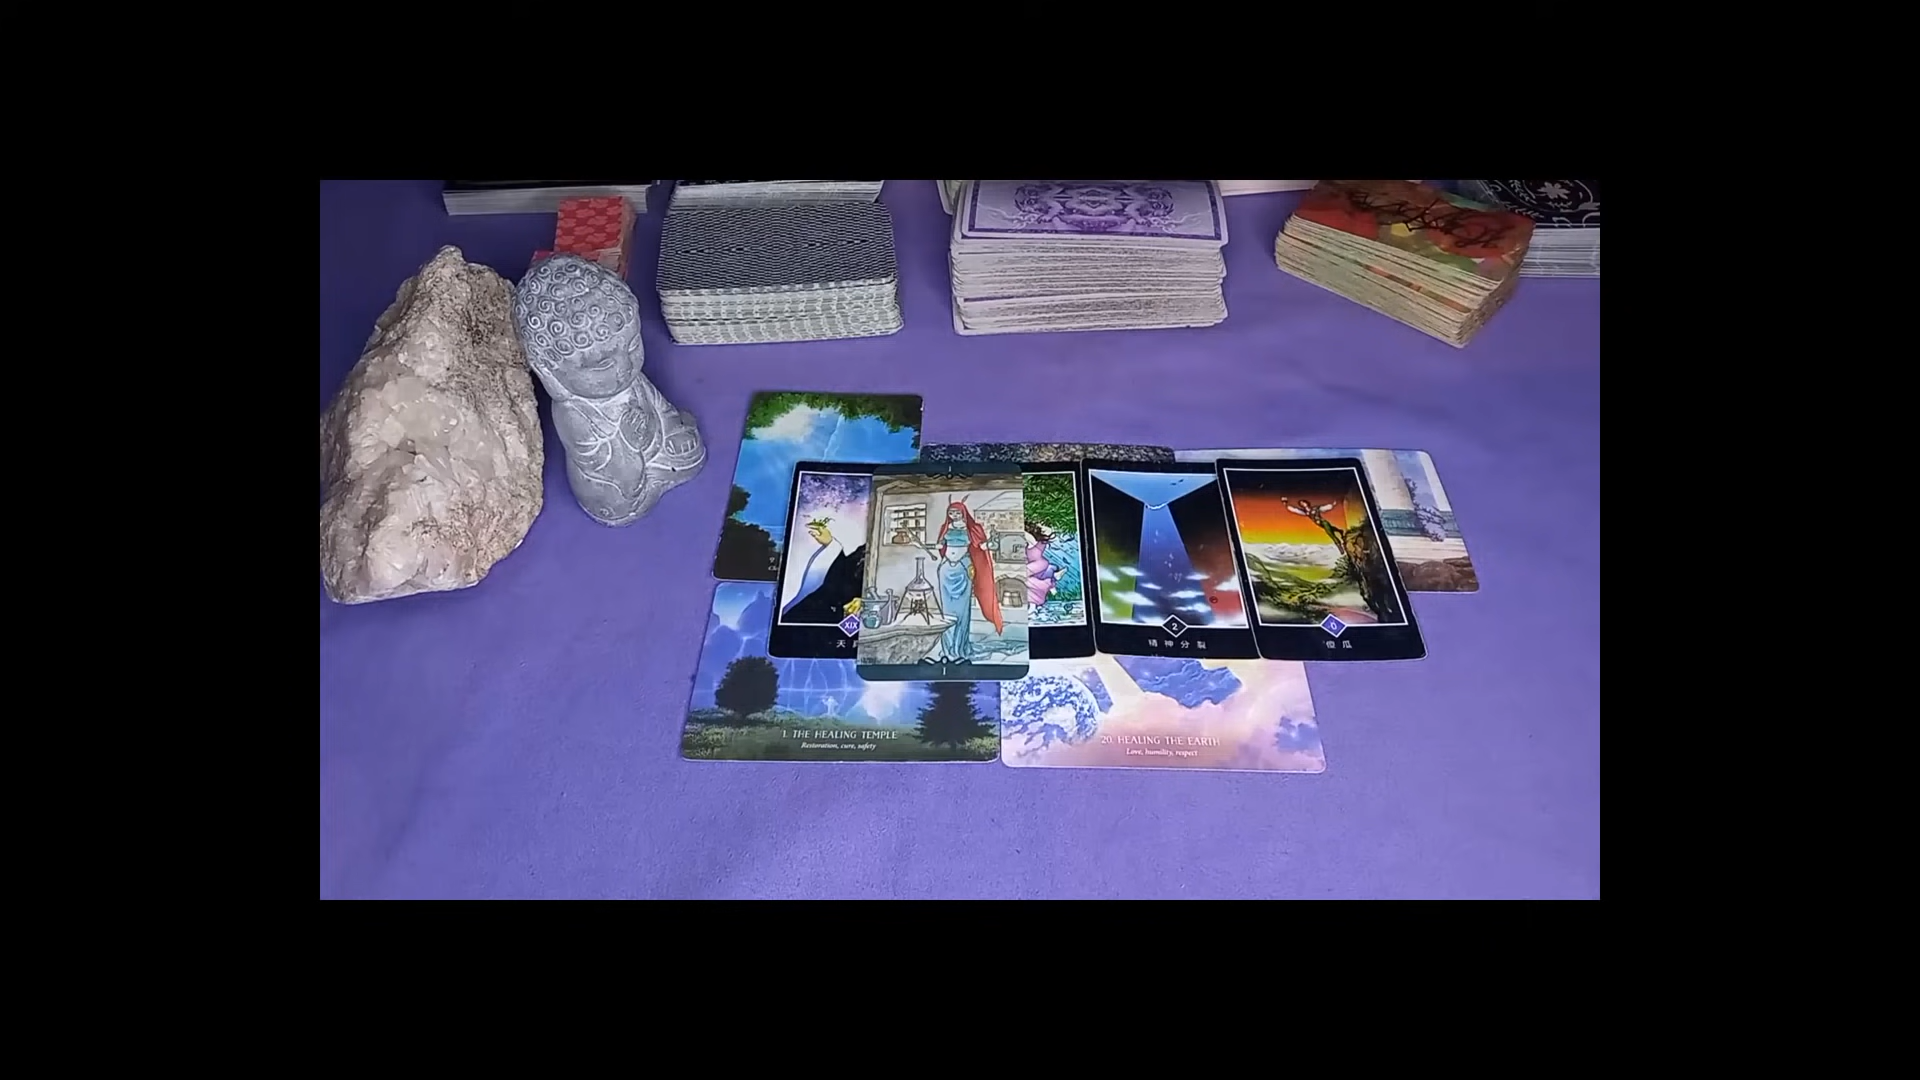 XIX
天
2
精神分裂
0
傻瓜
1. THE HEALING TEMPLE
Restoration, cure, safety
20. HEALING THE EARTH
Love, humility, respect